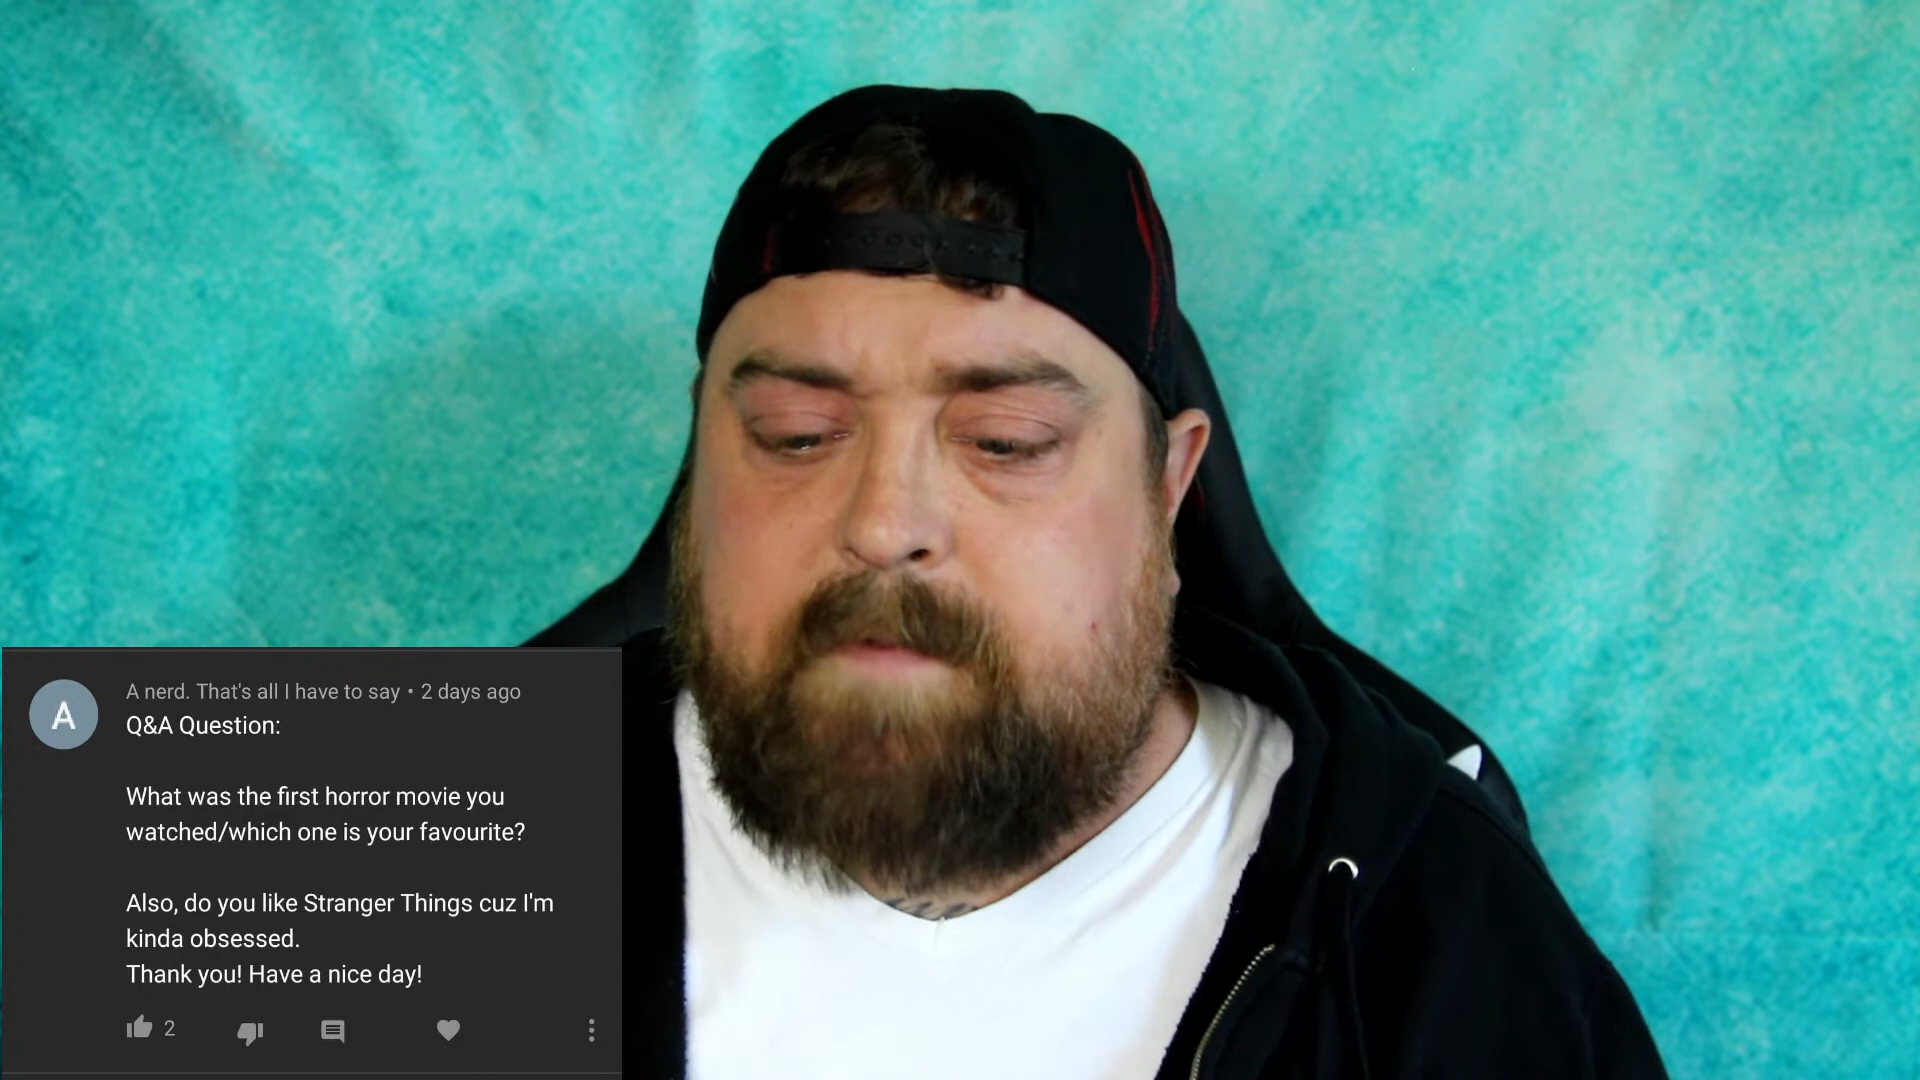 A
A nerd. That's all I have to say • 2 days ago
Q&A Question:
What was the first horror movie you
watched/which one is your favourite?
Also, do you like Stranger Things cuz I'm
kinda obsessed.
Thank you! Have a nice day!
2